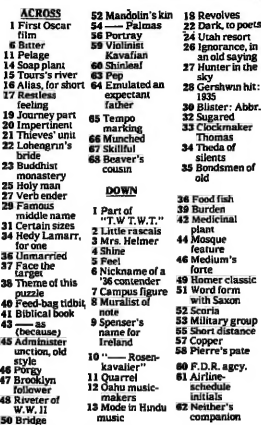 ACROSS
1 First Oscar
film
6 Bitter
11 Pelage
14 Soap plant
15 Tours's river
16 Alias, for short
17 Restless
feeling
19 Journey part
20 Impertinent
21 Thieves' unit
22 Lohengrin's
bride
23 Buddhist
monastery
25 Holy man
27 Verb ender
29 Famous
middle name
31 Certain sizes
34 Hedy Lamarr,
for one
36 Unmarried
37 Face the
target
38 Theme of this
puzzle
40 Feed-bag tidbit
41 Biblical book
43 — as
(because)
45 Administer
unction, old
style
46 Porgy
47 Brooklyn
follower
48 Riveter of
W.W. II
50 Bridge
52 Mandolin's kin
54 — Palmas
56 Portray
59 Violinist
Kavafian
60 Shinleaf
63 Pep
64 Emulated an
expectant
father
65 Tempo
marking
66 Munched
67 Skillful
68 Beaver's
cousin
DOWN
1 Part of
"T.W T.W.T."
2 Little rascals
3 Mrs. Helmer
4 Shine
5 Feel
6 Nickname of a
'36 contender
7 Campus figure
8 Muralist of
note
9 Spenser's
name for
Ireland
10 "— Rosen-
kavalier"
11 Quarrel
12 Oahu music-
makers
13 Mode in Hindu
music
18 Revolves
22 Dark, to poets
24 Utah resort
26 Ignorance, in
an old saying
27 Hunter in the
sky
28 Gershwin hit:
1935
30 Blister: Abbr.
32 Sugared
33 Clockmaker
Thomas
34 Theda of
silents
35 Bondsmen of
old
36 Food fish
39 Burden
42 Medicinal
plant
44 Mosque
feature
46 Medium's
forte
49 Homer classic
51 Word form
with Saxon
52 Scoria
53 Military group
55 Short distance
57 Copper
58 Pierre's pate
60 F.D.R. agcy.
61 Airline-
schedule
initials
62 Neither's
companion